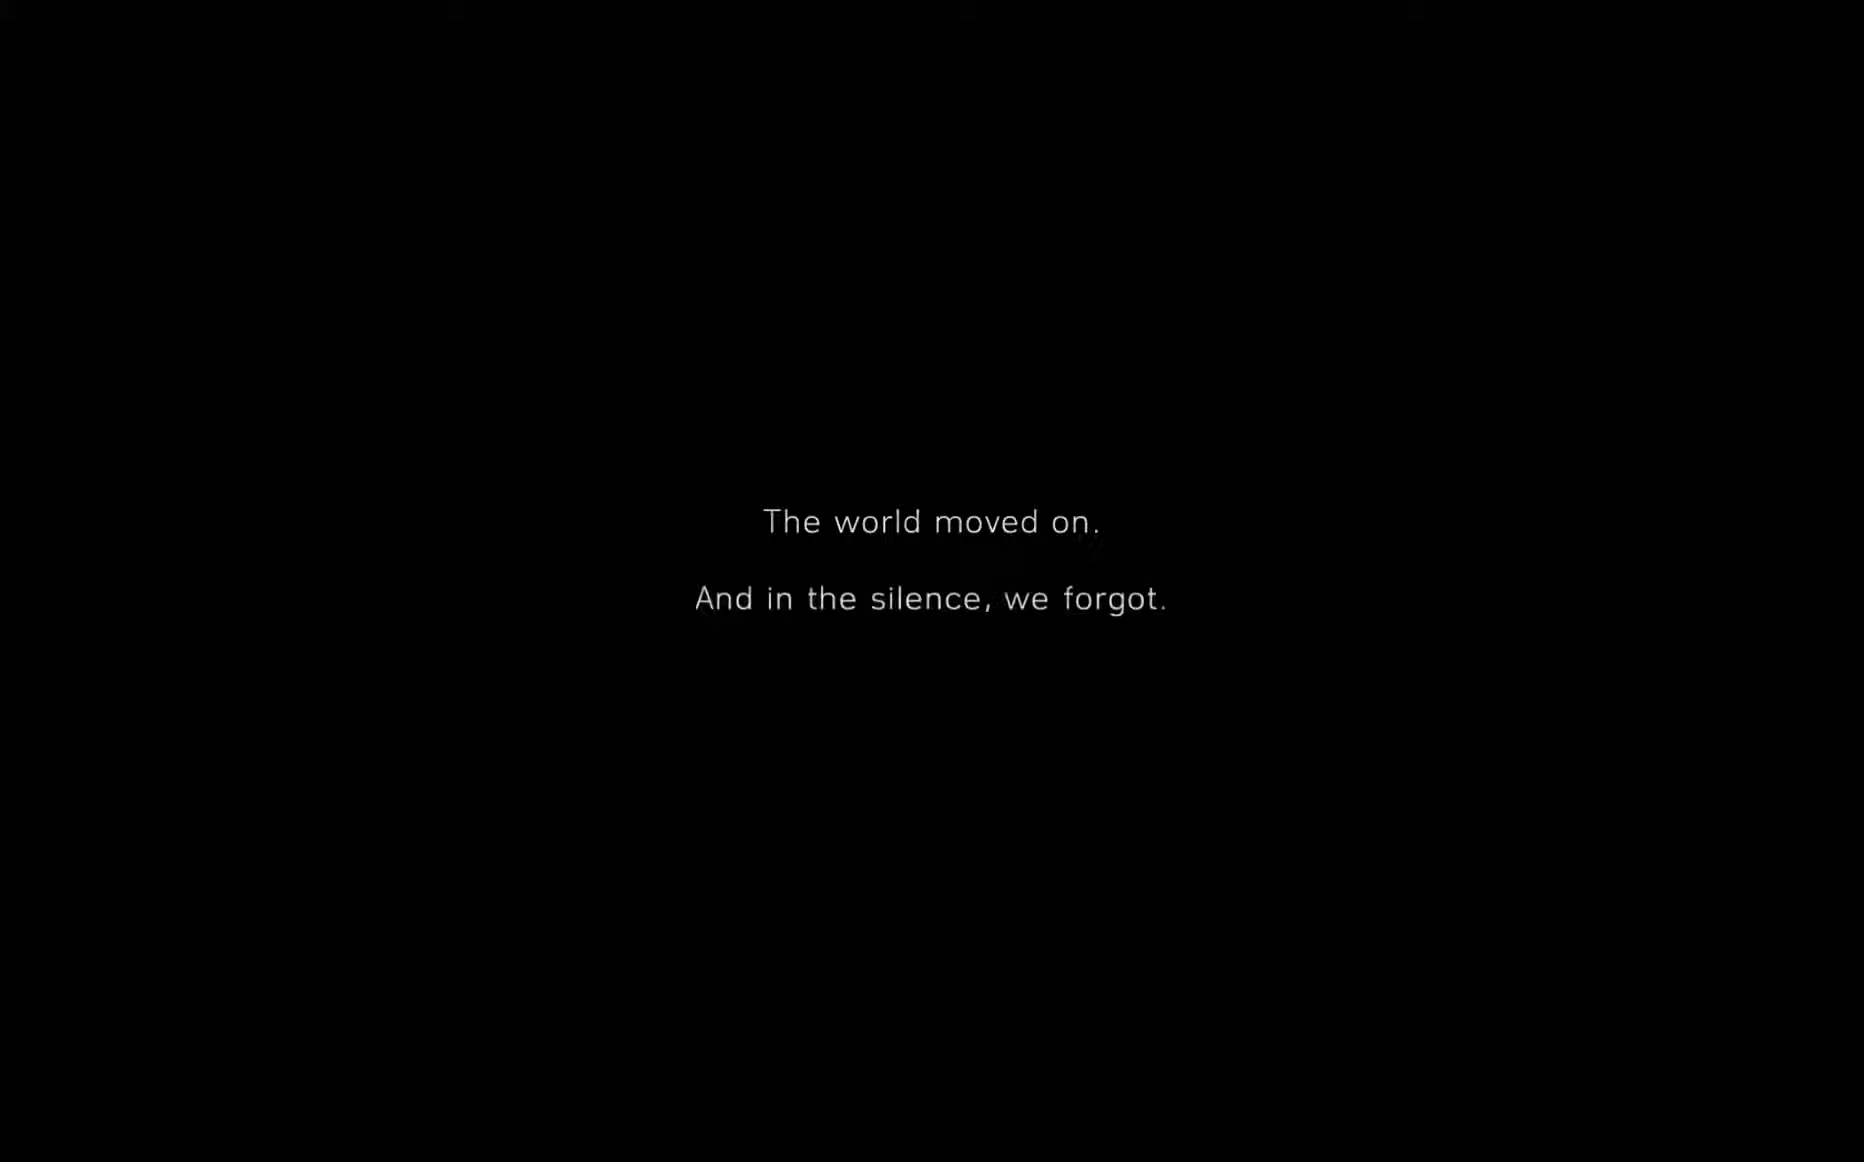 The world moved on.
And in the silence, we forgot.